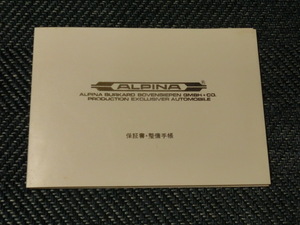 ALPINA
ALPINA BURKARD BOVENSIEPEN GMBH+CO.
PRODUCTION EXCLUSIVER AUTOMOBILE
保証書・整備手帳